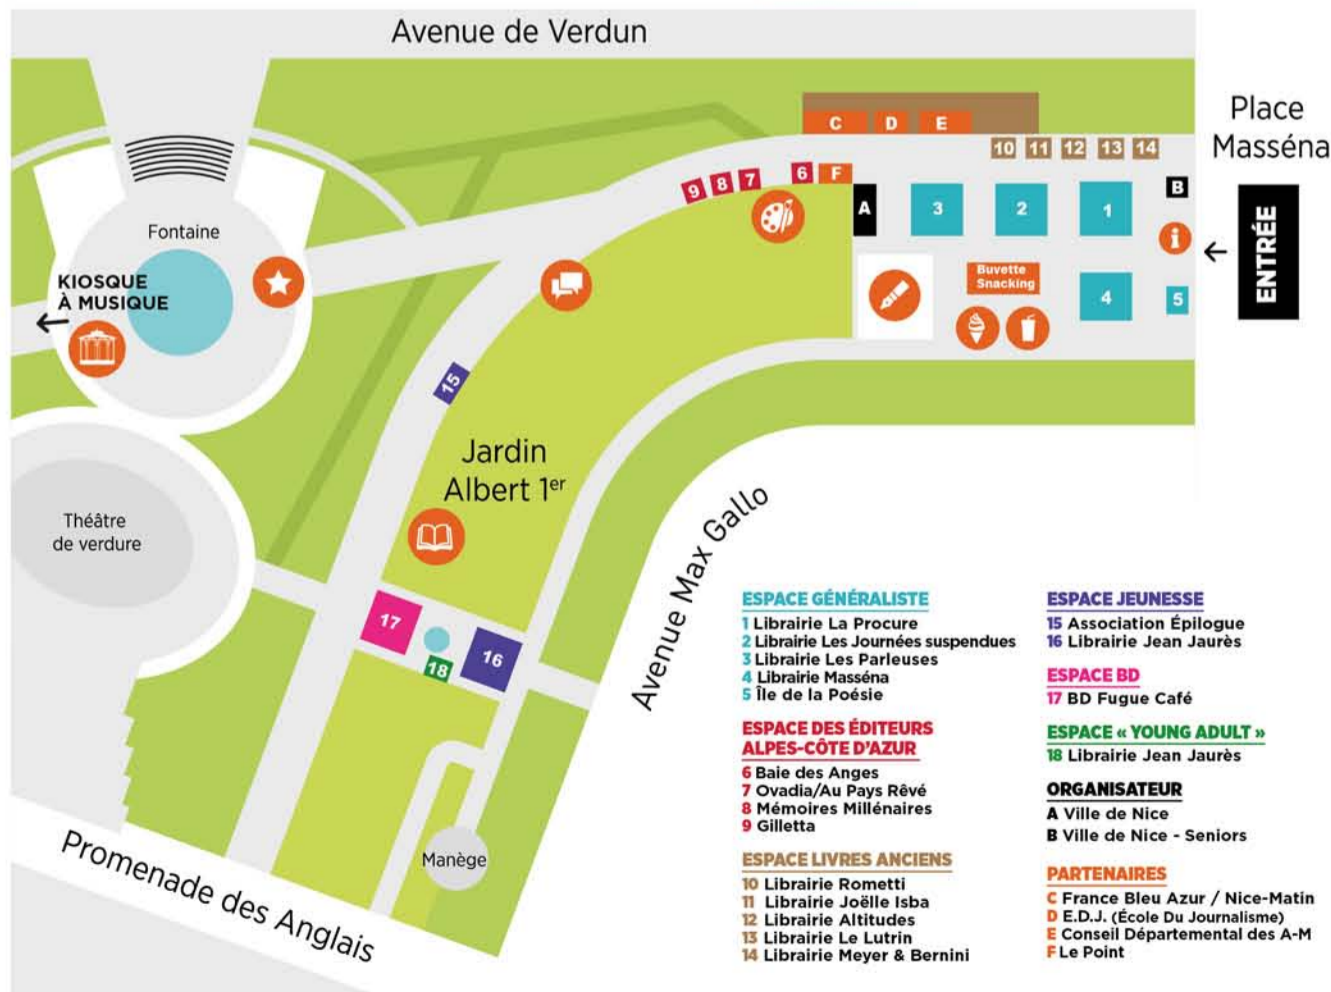 Avenue de Verdun
Place
Masséna
C D E
10 11 12 13 14
9 8 7 6 F
A 3 2 1 B
i
ENTRÉE
Fontaine
KIOSQUE
À MUSIQUE
Buvette
Snacking
4 5
15
Jardin
Albert 1er
Théâtre
de verdure
Avenue Max Gallo
17
18
16
Manège
Promenade des Anglais
ESPACE GÉNÉRALISTE
1 Librairie La Procure
2 Librairie Les Journées suspendues
3 Librairie Les Parleuses
4 Librairie Masséna
5 Île de la Poésie
ESPACE DES ÉDITEURS
ALPES-CÔTE D'AZUR
6 Baie des Anges
7 Ovadia/Au Pays Rêvé
8 Mémoires Millénaires
9 Gilletta
ESPACE LIVRES ANCIENS
10 Librairie Rometti
11 Librairie Joëlle Isba
12 Librairie Altitudes
13 Librairie Le Lutrin
14 Librairie Meyer & Bernini
ESPACE JEUNESSE
15 Association Épilogue
16 Librairie Jean Jaurès
ESPACE BD
17 BD Fugue Café
ESPACE « YOUNG ADULT »
18 Librairie Jean Jaurès
ORGANISATEUR
A Ville de Nice
B Ville de Nice - Seniors
PARTENAIRES
C France Bleu Azur / Nice-Matin
D E.D.J. (École Du Journalisme)
E Conseil Départemental des A-M
F Le Point